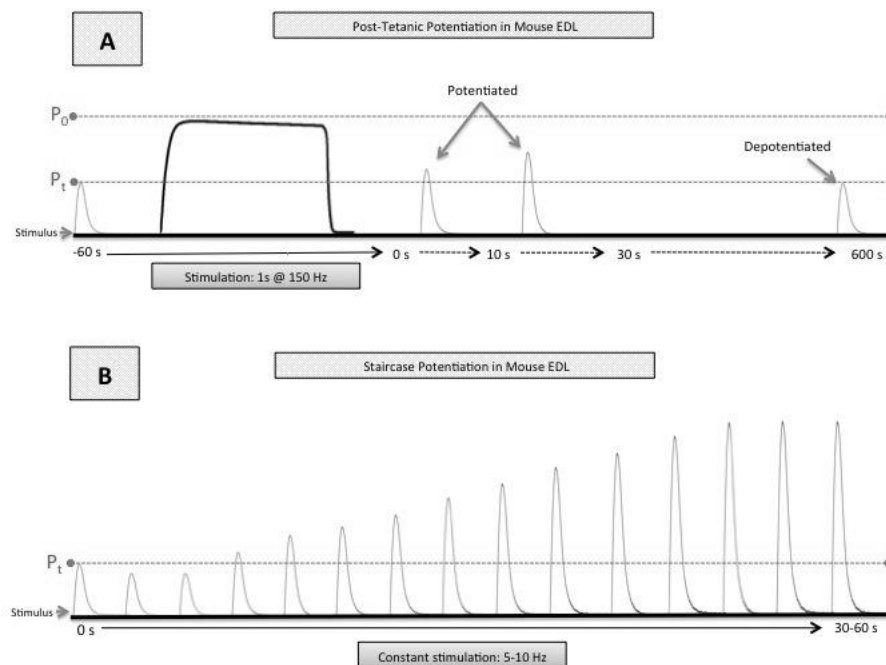 A
Post-Tetanic Potentiation in Mouse EDL
P0
Potentiated
Depotentiated
Pt
Stimulus
-60 s
0 s
10 s
30 s
600 s
Stimulation: 1s @ 150 Hz
B
Staircase Potentiation in Mouse EDL
Pt
Stimulus
0 s
30-60 s
Constant stimulation: 5-10 Hz